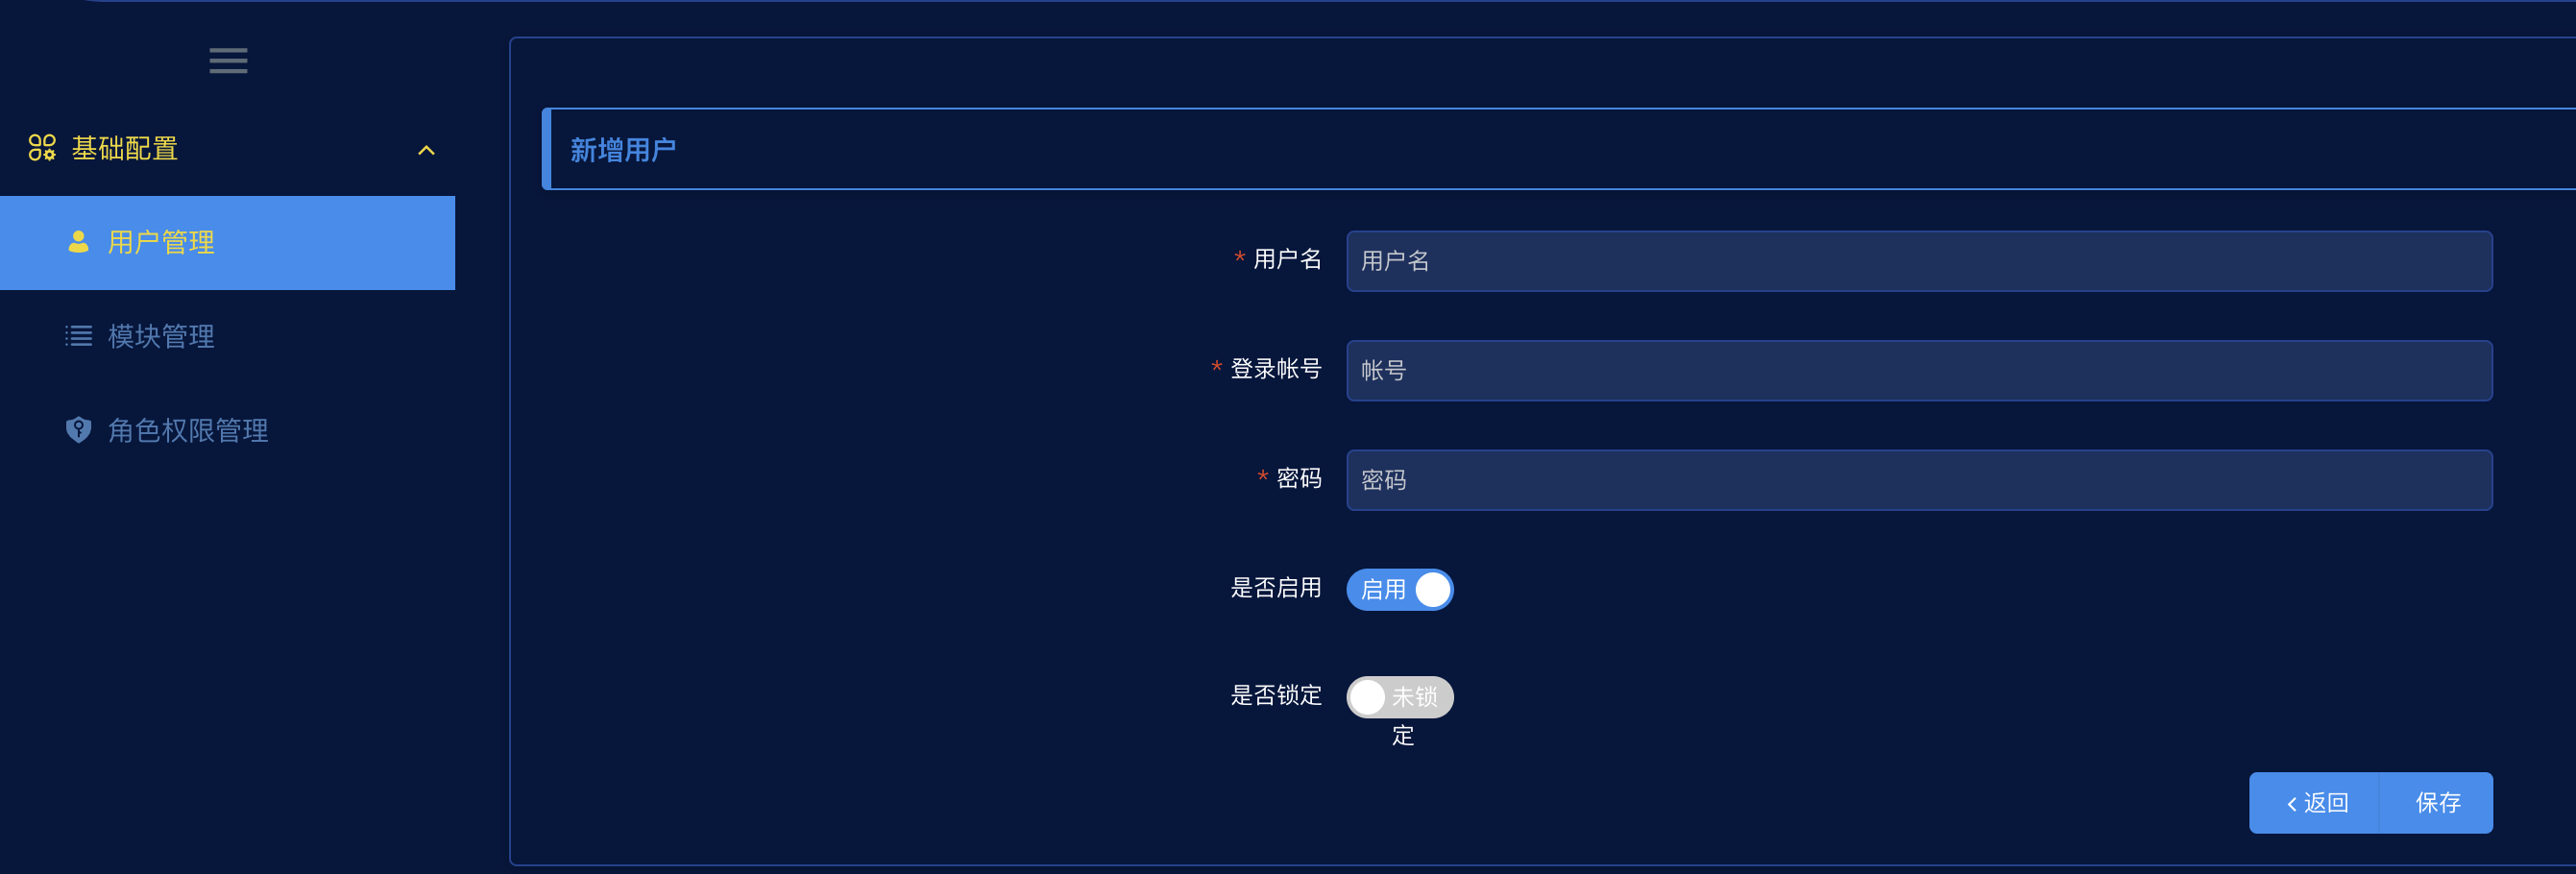 基础配置
用户管理
模块管理
角色权限管理
新增用户
* 用户名
用户名
* 登录帐号
帐号
* 密码
密码
是否启用
启用
是否锁定
未锁
定
返回
保存